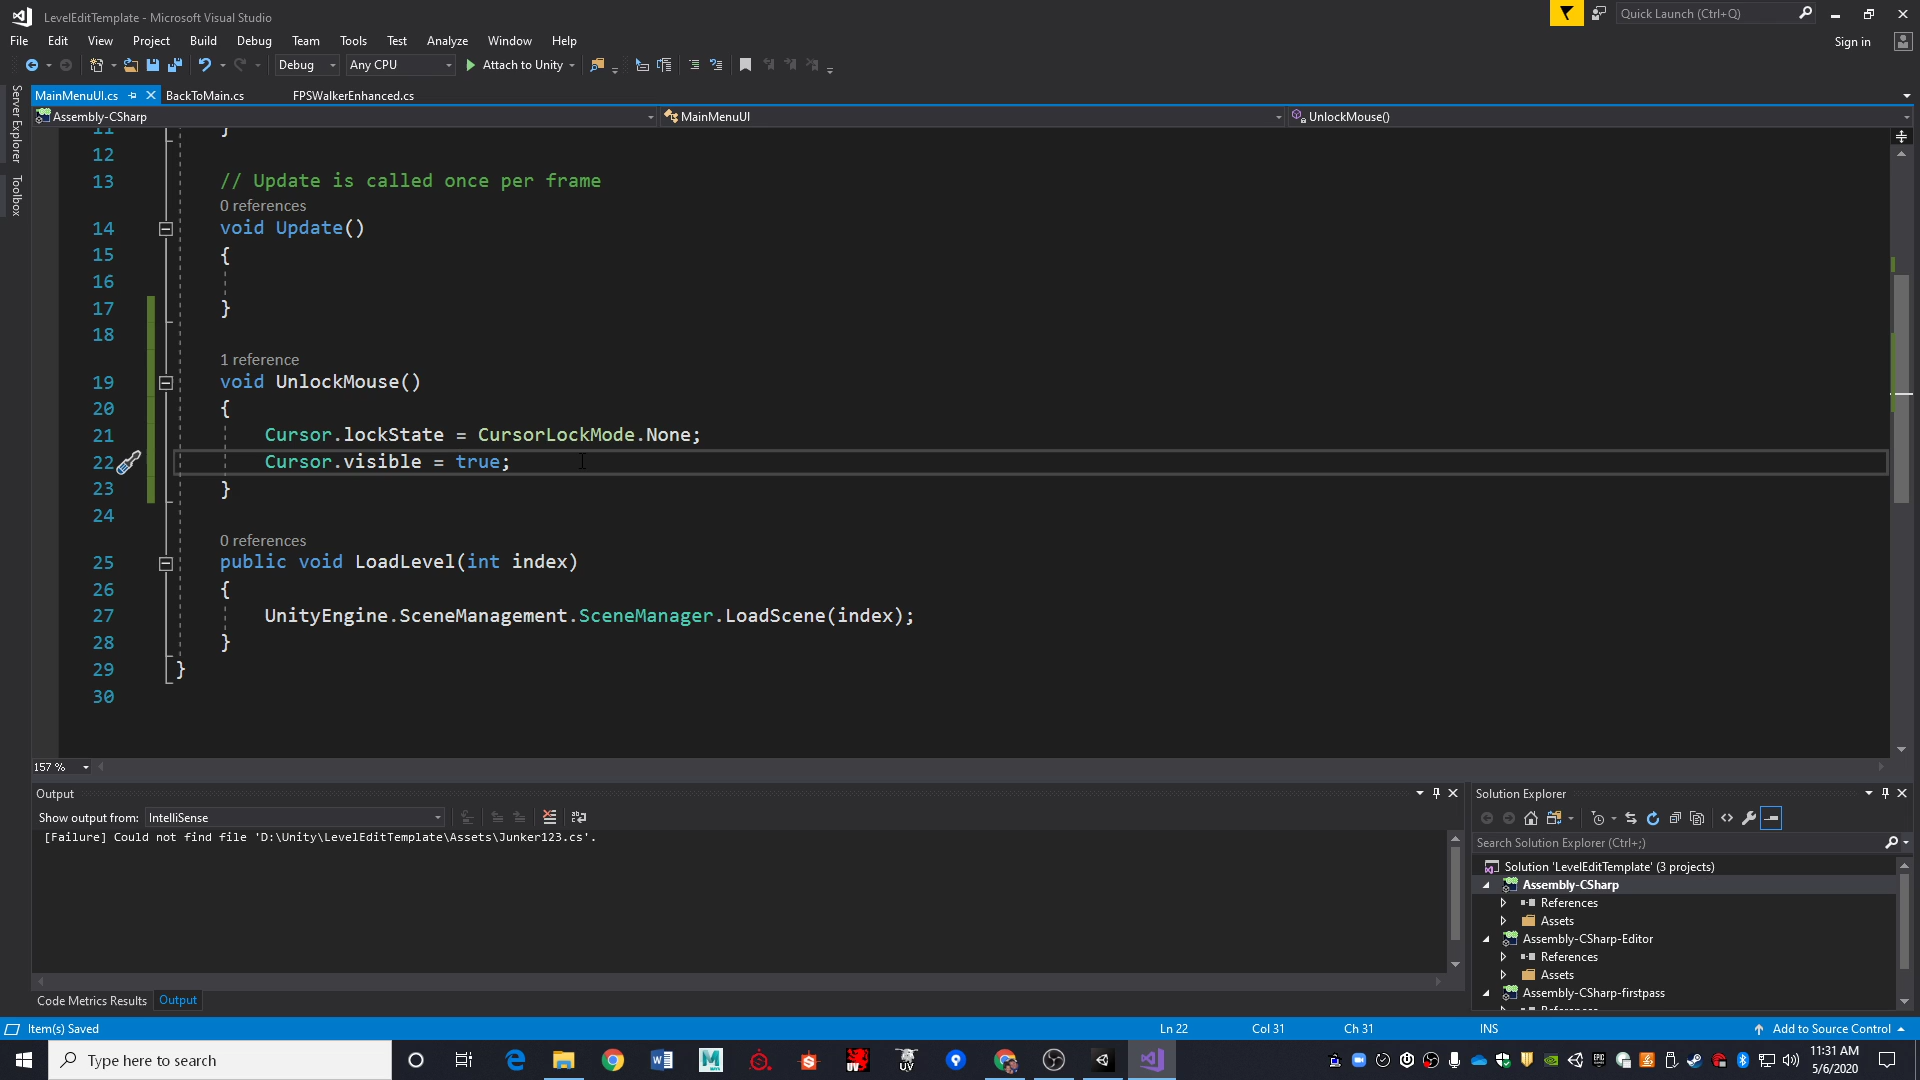 LevelEditTemplate - Microsoft Visual Studio
Quick Launch (Ctrl+Q)
File Edit View Project Build Debug Team Tools Test Analyze Window Help
Sign in
Debug Any CPU Attach to Unity
Server Explorer
Toolbox
MainMenuUI.cs BackToMain.cs FPSWalkerEnhanced.cs
Assembly-CSharp MainMenuUI UnlockMouse()
11 }
12
13 // Update is called once per frame
0 references
14 void Update()
15 {
16
17 }
18
1 reference
19 void UnlockMouse()
20 {
21 Cursor.lockState = CursorLockMode.None;
22 Cursor.visible = true;
23 }
24
0 references
25 public void LoadLevel(int index)
26 {
27 UnityEngine.SceneManagement.SceneManager.LoadScene(index);
28 }
29 }
30
157 %
Output
Show output from: IntelliSense
[Failure] Could not find file 'D:\Unity\LevelEditTemplate\Assets\Junker123.cs'.
Code Metrics Results Output
Solution Explorer
Search Solution Explorer (Ctrl+;)
Solution 'LevelEditTemplate' (3 projects)
Assembly-CSharp
References
Assets
Assembly-CSharp-Editor
References
Assets
Assembly-CSharp-firstpass
References
Item(s) Saved Ln 22 Col 31 Ch 31 INS Add to Source Control
Type here to search
11:31 AM
5/6/2020